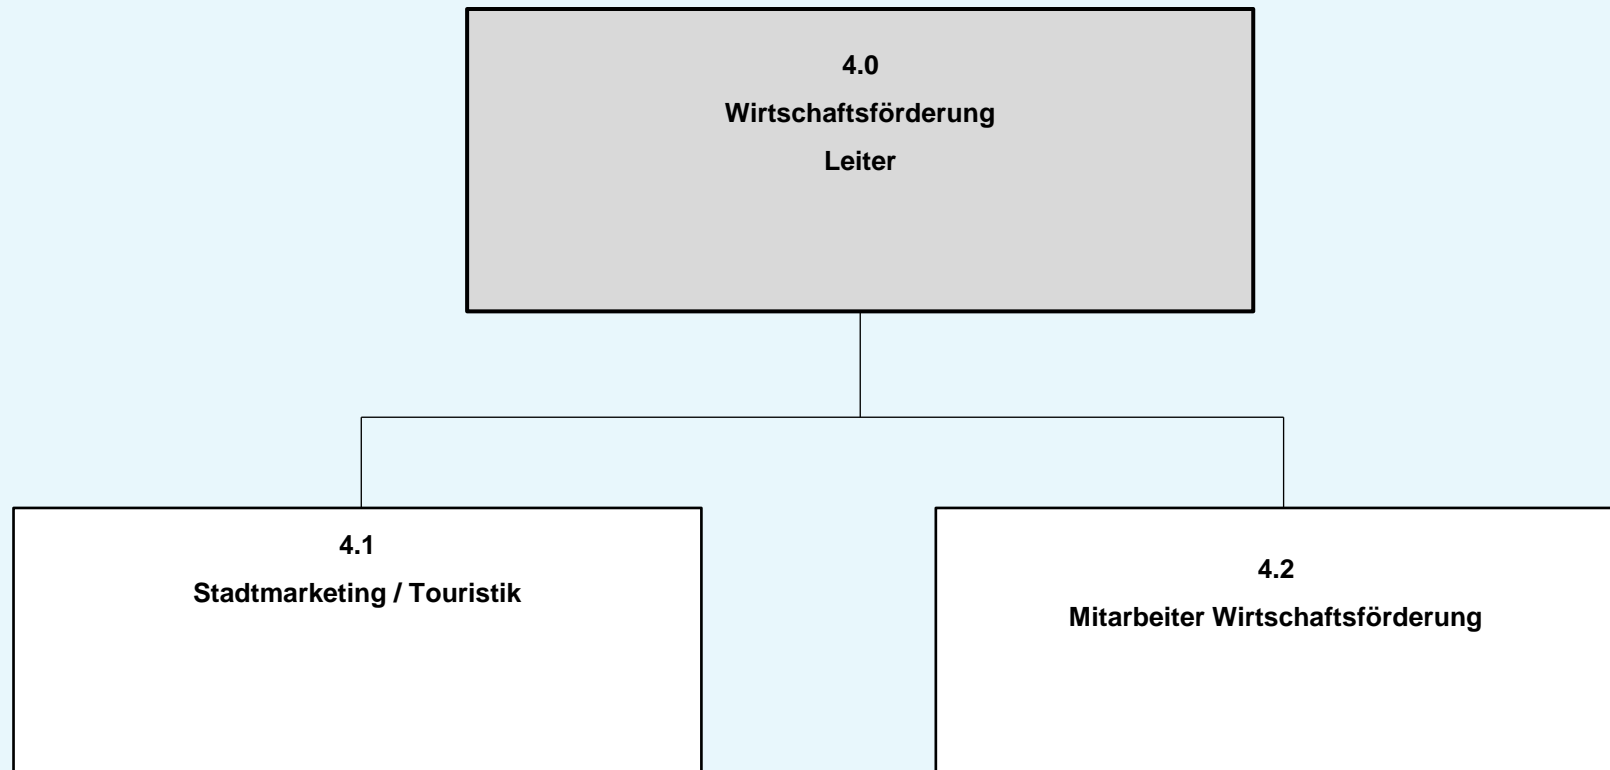 4.0
Wirtschaftsförderung
Leiter
4.1
Stadtmarketing / Touristik
4.2
Mitarbeiter Wirtschaftsförderung